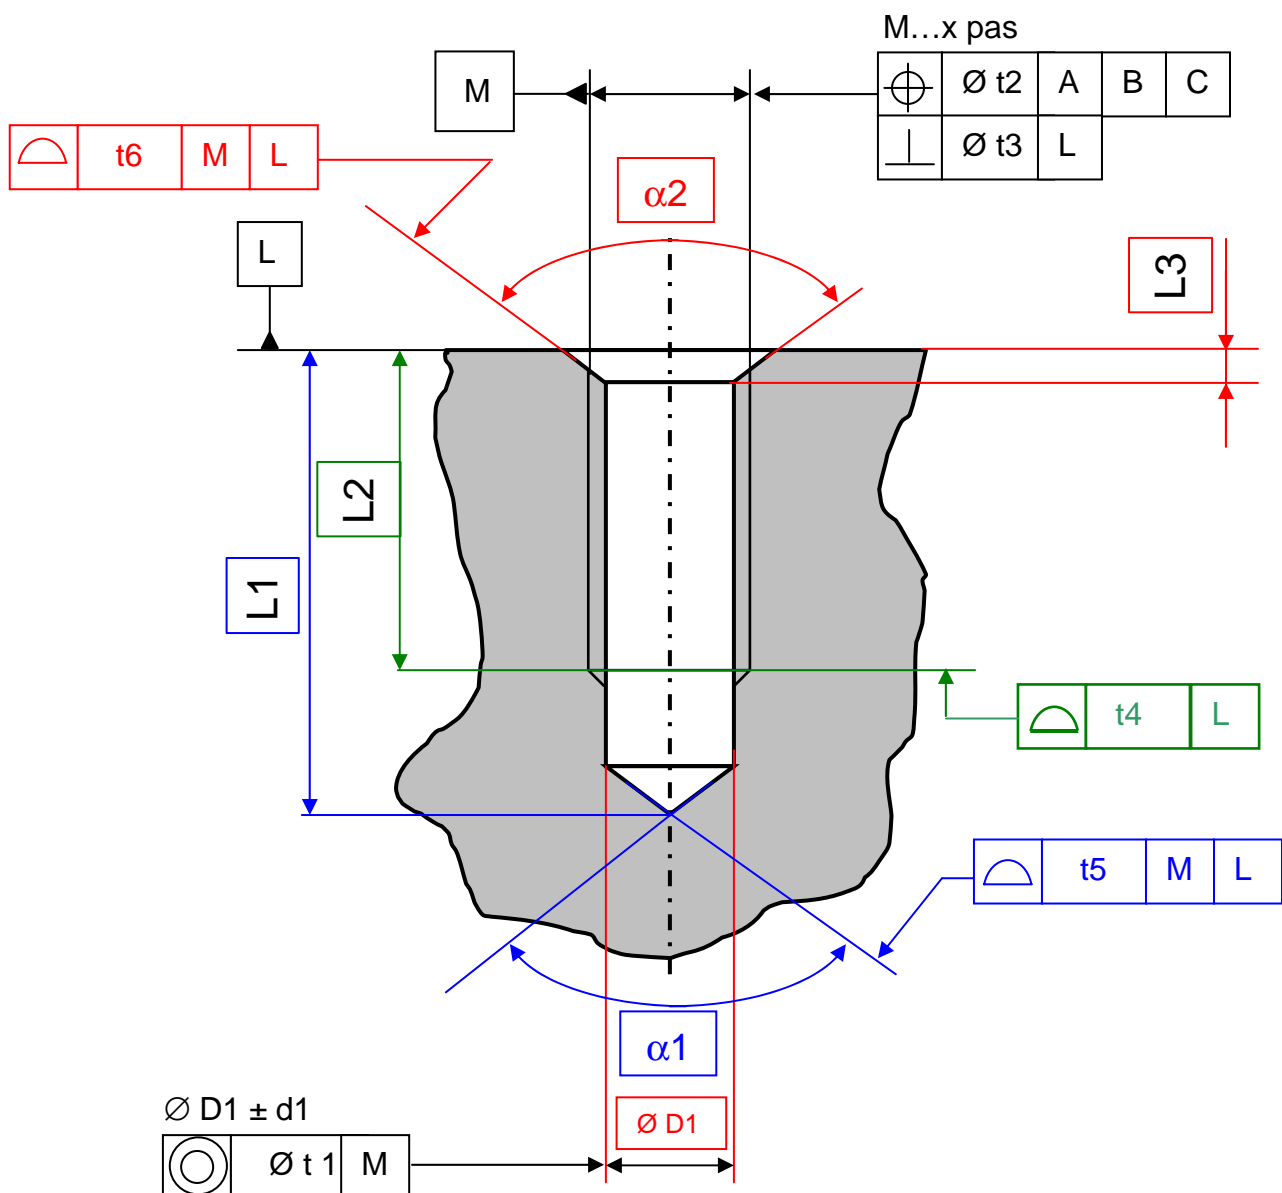 M…x pas
M
Ø t2 A B C
Ø t3 L
t6 M L
α2
L
L3
L2
L1
t4 L
t5 M L
α1
Ø D1 ± d1
Ø D1
Ø t 1 M